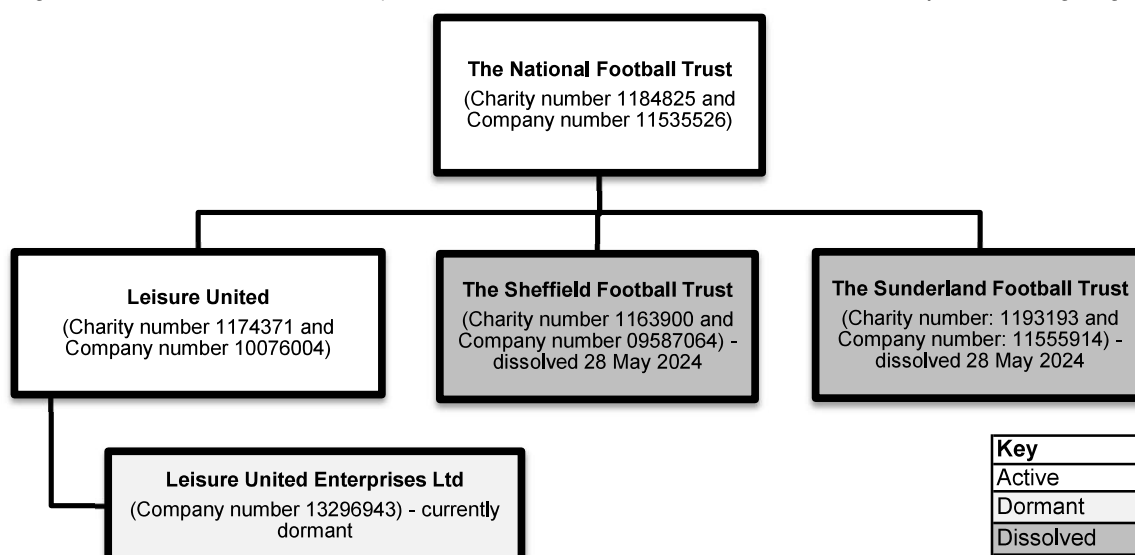 The National Football Trust
(Charity number 1184825 and
Company number 11535526)
Leisure United
(Charity number 1174371 and
Company number 10076004)
The Sheffield Football Trust
(Charity number 1163900 and
Company number 09587064) -
dissolved 28 May 2024
The Sunderland Football Trust
(Charity number: 1193193 and
Company number: 11555914) -
dissolved 28 May 2024
Leisure United Enterprises Ltd
(Company number 13296943) - currently
dormant
Key
Active
Dormant
Dissolved